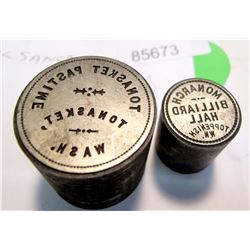 85673
TONASKET PASTIME
TONASKET,
WASH.
MONARCH
BILLIARD
HALL
TOPPENISH
WN